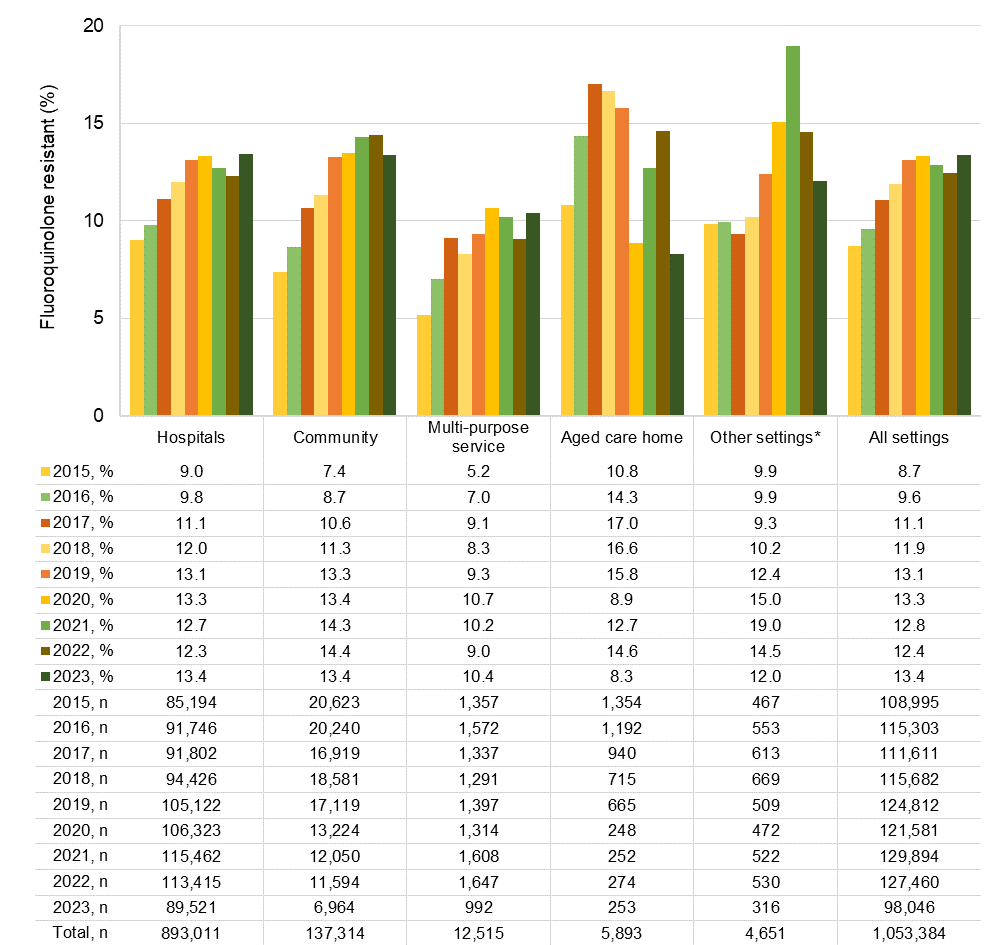 Fluoroquinolone resistant (%)
20
15
10
5
0
Hospitals Community Multi-purpose service Aged care home Other settings* All settings
2015, % 9.0 7.4 5.2 10.8 9.9 8.7
2016, % 9.8 8.7 7.0 14.3 9.9 9.6
2017, % 11.1 10.6 9.1 17.0 9.3 11.1
2018, % 12.0 11.3 8.3 16.6 10.2 11.9
2019, % 13.1 13.3 9.3 15.8 12.4 13.1
2020, % 13.3 13.4 10.7 8.9 15.0 13.3
2021, % 12.7 14.3 10.2 12.7 19.0 12.8
2022, % 12.3 14.4 9.0 14.6 14.5 12.4
2023, % 13.4 13.4 10.4 8.3 12.0 13.4
2015, n 85,194 20,623 1,357 1,354 467 108,995
2016, n 91,746 20,240 1,572 1,192 553 115,303
2017, n 91,802 16,919 1,337 940 613 111,611
2018, n 94,426 18,581 1,291 715 669 115,682
2019, n 105,122 17,119 1,397 665 509 124,812
2020, n 106,323 13,224 1,314 248 472 121,581
2021, n 115,462 12,050 1,608 252 522 129,894
2022, n 113,415 11,594 1,647 274 530 127,460
2023, n 89,521 6,964 992 253 316 98,046
Total, n 893,011 137,314 12,515 5,893 4,651 1,053,384